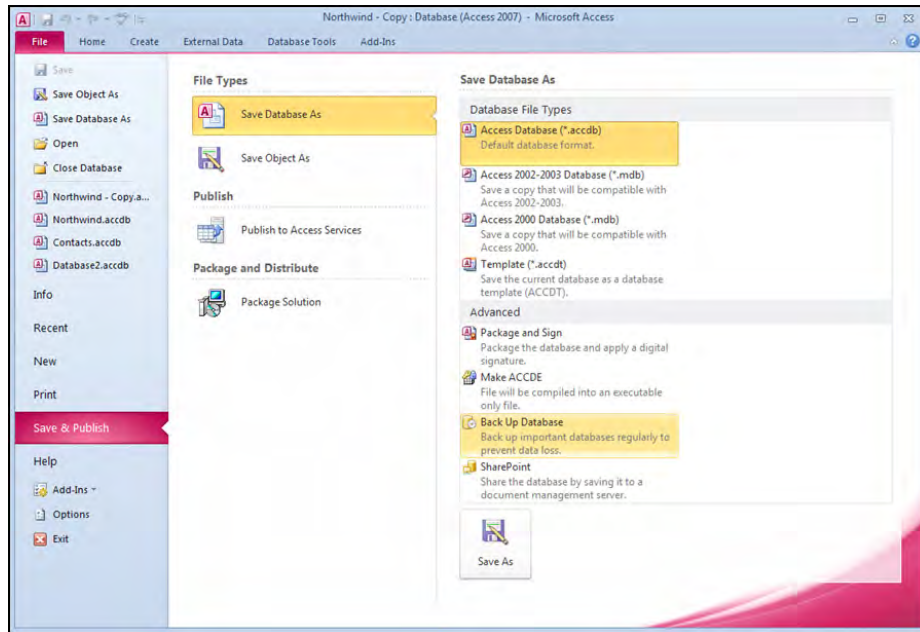 Northwind - Copy : Database (Access 2007) - Microsoft Access
File Home Create External Data Database Tools Add-Ins
Save
Save Object As
Save Database As
Open
Close Database
Northwind - Copy.a...
Northwind.accdb
Contacts.accdb
Database2.accdb
Info
Recent
New
Print
Save & Publish
Help
Add-Ins
Options
Exit
File Types
Save Database As
Save Object As
Publish
Publish to Access Services
Package and Distribute
Package Solution
Save Database As
Database File Types
Access Database (*.accdb)
Default database format.
Access 2002-2003 Database (*.mdb)
Save a copy that will be compatible with
Access 2002-2003.
Access 2000 Database (*.mdb)
Save a copy that will be compatible with
Access 2000.
Template (*.accdt)
Save the current database as a database
template (ACCDT).
Advanced
Package and Sign
Package the database and apply a digital
signature.
Make ACCDE
File will be compiled into an executable
only file.
Back Up Database
Back up important databases regularly to
prevent data loss.
SharePoint
Share the database by saving it to a
document management server.
Save As